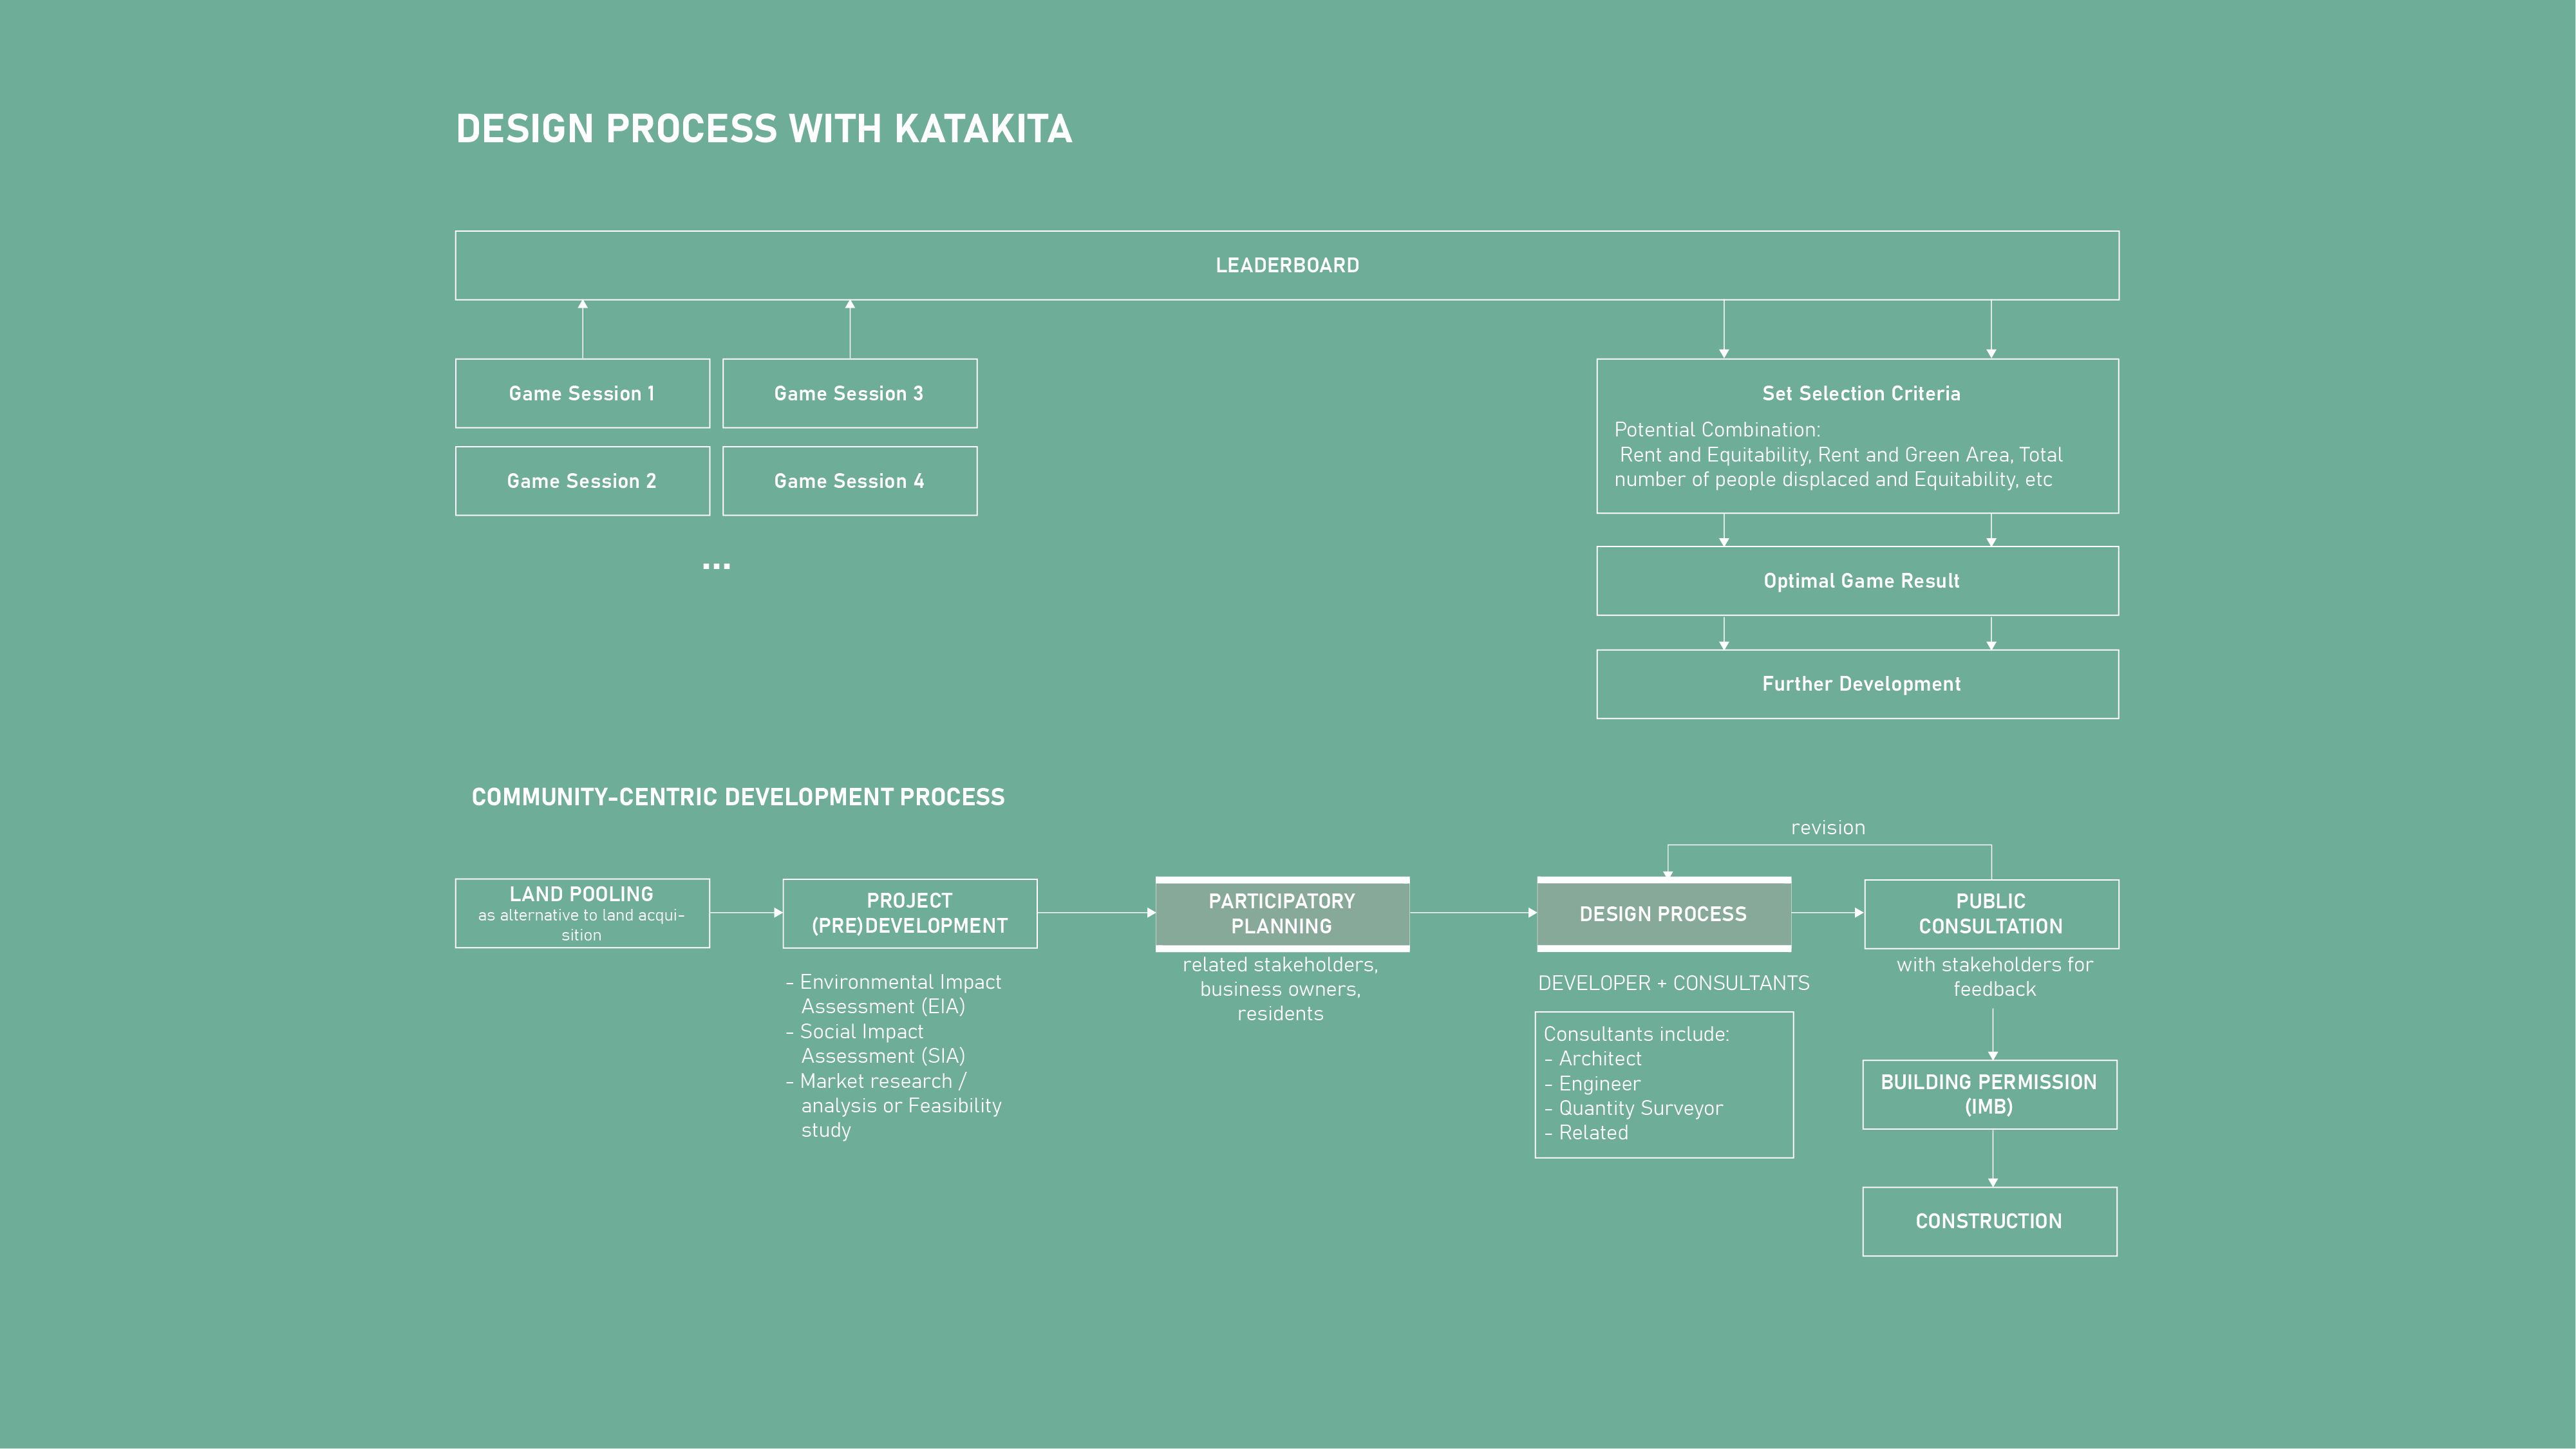 DESIGN PROCESS WITH KATAKITA
LEADERBOARD
Game Session 1
Game Session 3
Game Session 2
Game Session 4
...
Set Selection Criteria
Potential Combination:
Rent and Equitability, Rent and Green Area, Total
number of people displaced and Equitability, etc
Optimal Game Result
Further Development
COMMUNITY-CENTRIC DEVELOPMENT PROCESS
revision
LAND POOLING
as alternative to land acqui-
sition
PROJECT
(PRE)DEVELOPMENT
- Environmental Impact
Assessment (EIA)
- Social Impact
Assessment (SIA)
- Market research /
analysis or Feasibility
study
PARTICIPATORY
PLANNING
related stakeholders,
business owners,
residents
DESIGN PROCESS
DEVELOPER + CONSULTANTS
Consultants include:
- Architect
- Engineer
- Quantity Surveyor
- Related
PUBLIC
CONSULTATION
with stakeholders for
feedback
BUILDING PERMISSION
(IMB)
CONSTRUCTION